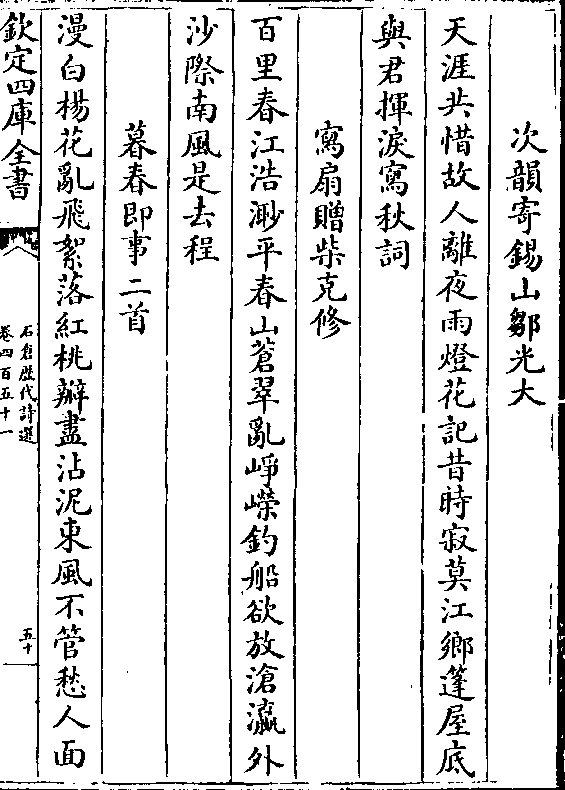 次韻寄錫山鄒光大
天涯共惜故人離夜雨燈花記昔時寂莫江鄉蓬屋底
與君揮淚寫秋詞
寫扇贈柴克修
百里春江浩渺平春山蒼翠亂崢嶸釣船欲放滄瀛外
沙際南風是去程
暮春即事二首
漫白楊花亂飛絮落紅桃瓣盡沾泥東風不管愁人面
欽定四庫全書
石倉歴代詩選
卷四百五十一
五十